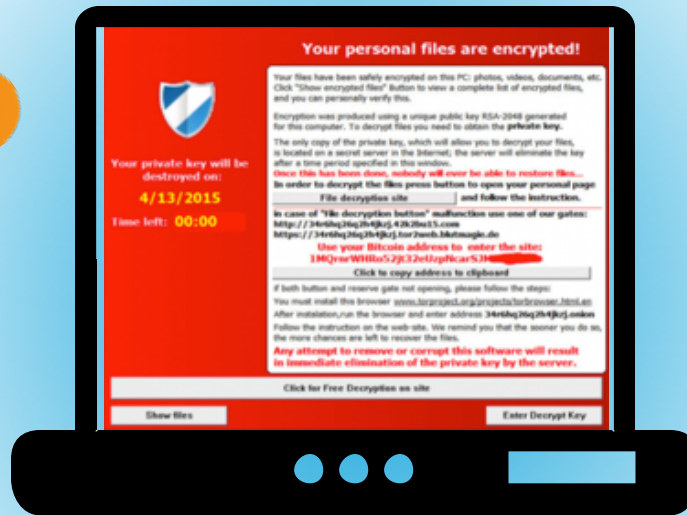 Your personal files are encrypted!
Your files have been safely encrypted on this PC: photos, videos, documents, etc.
Click "Show encrypted files" Button to view a complete list of encrypted files,
and you can personally verify this.
Encryption was produced using a unique public key RSA-2048 generated
for this computer. To decrypt files you need to obtain the private key.
The only copy of the private key, which will allow you to decrypt your files,
is located on a secret server in the Internet; the server will eliminate the key
after a time period specified in this window.
Once this has been done, nobody will ever be able to restore files...
In order to decrypt the files press button to open your personal page
File decryption site and follow the instruction.
in case of "File decryption button" malfunction use one of our gates:
Use your Bitcoin address to enter the site:
Click to copy address to clipboard
if both button and reserve gate not opening, please follow the steps:
You must install this browser www.torproject.org/projects/torbrowser.html.en
After instalation,run the browser and enter address
Follow the instruction on the web-site. We remind you that the sooner you do so,
the more chances are left to recover the files.
Any attempt to remove or corrupt this software will result
in immediate elimination of the private key by the server.
Your private key will be
destroyed on:
4/13/2015
Time left: 00:00
Click for Free Decryption on site
Show files
Enter Decrypt Key